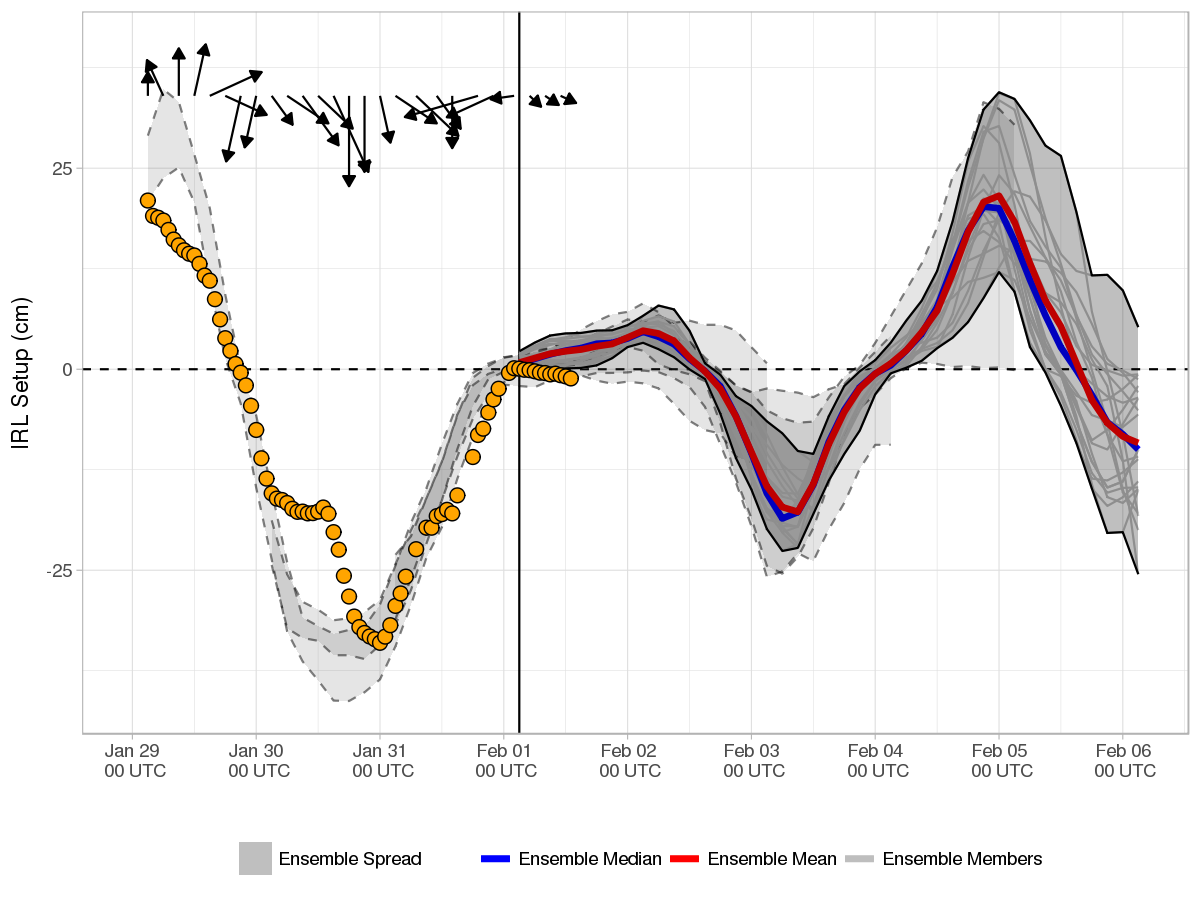 IRL Setup (cm)
25
0
-25
Jan 29 00 UTC
Jan 30 00 UTC
Jan 31 00 UTC
Feb 01 00 UTC
Feb 02 00 UTC
Feb 03 00 UTC
Feb 04 00 UTC
Feb 05 00 UTC
Feb 06 00 UTC
Ensemble Spread
Ensemble Median
Ensemble Mean
Ensemble Members